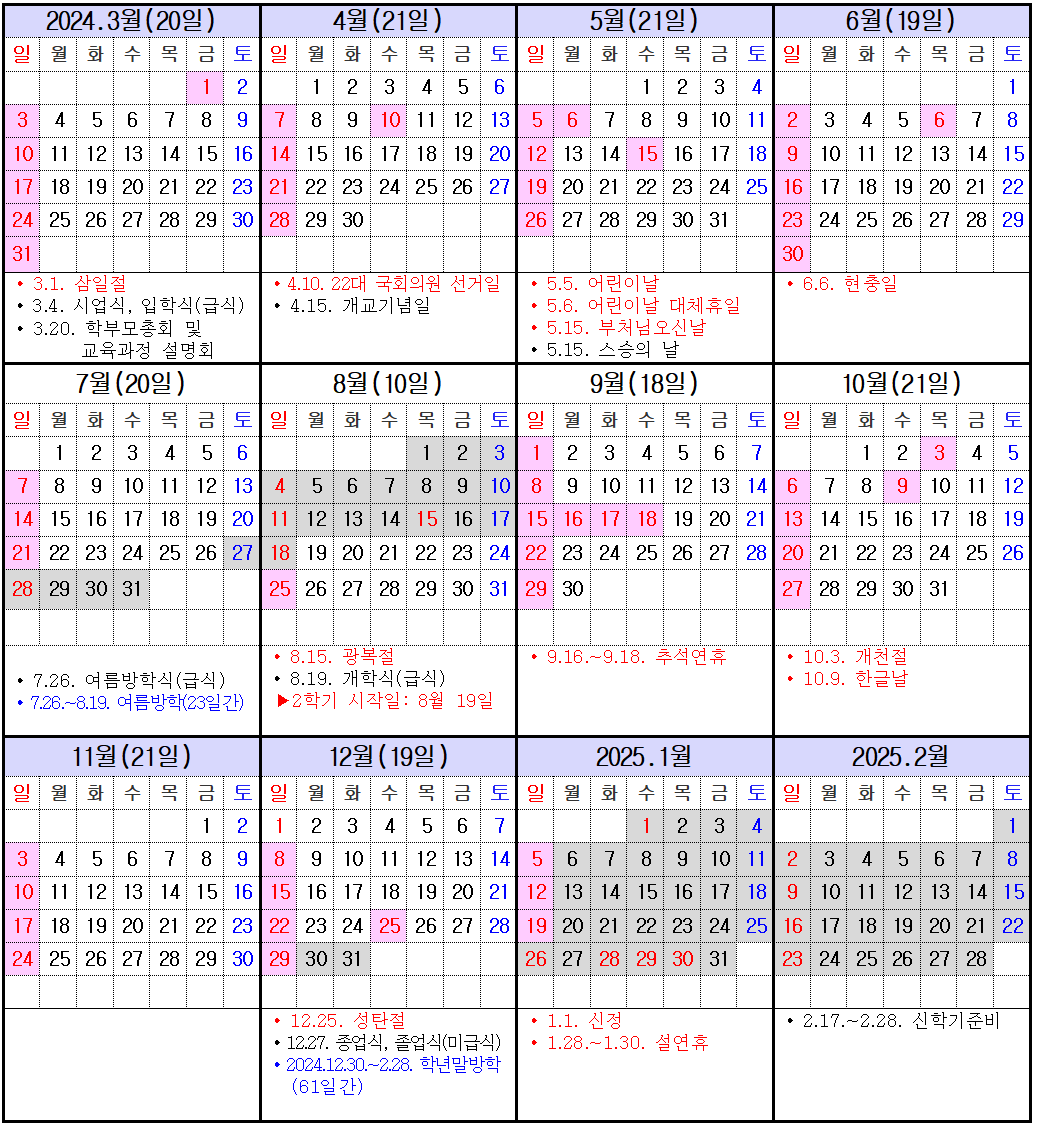 2024.3월(20일)
일 월 화 수 목 금 토
1 2
3 4 5 6 7 8 9
10 11 12 13 14 15 16
17 18 19 20 21 22 23
24 25 26 27 28 29 30
31
• 3.1. 삼일절
• 3.4. 시업식, 입학식(급식)
• 3.20. 학부모총회 및
교육과정 설명회
4월(21일)
일 월 화 수 목 금 토
1 2 3 4 5 6
7 8 9 10 11 12 13
14 15 16 17 18 19 20
21 22 23 24 25 26 27
28 29 30
• 4.10. 22대 국회의원 선거일
• 4.15. 개교기념일
5월(21일)
일 월 화 수 목 금 토
1 2 3 4
5 6 7 8 9 10 11
12 13 14 15 16 17 18
19 20 21 22 23 24 25
26 27 28 29 30 31
• 5.5. 어린이날
• 5.6. 어린이날 대체휴일
• 5.15. 부처님오신날
• 5.15. 스승의 날
6월(19일)
일 월 화 수 목 금 토
1
2 3 4 5 6 7 8
9 10 11 12 13 14 15
16 17 18 19 20 21 22
23 24 25 26 27 28 29
30
• 6.6. 현충일
7월(20일)
일 월 화 수 목 금 토
1 2 3 4 5 6
7 8 9 10 11 12 13
14 15 16 17 18 19 20
21 22 23 24 25 26 27
28 29 30 31
• 7.26. 여름방학식(급식)
• 7.26.~8.19. 여름방학(23일간)
8월(10일)
일 월 화 수 목 금 토
1 2 3
4 5 6 7 8 9 10
11 12 13 14 15 16 17
18 19 20 21 22 23 24
25 26 27 28 29 30 31
• 8.15. 광복절
• 8.19. 개학식(급식)
▶2학기 시작일: 8월 19일
9월(18일)
일 월 화 수 목 금 토
1 2 3 4 5 6 7
8 9 10 11 12 13 14
15 16 17 18 19 20 21
22 23 24 25 26 27 28
29 30
• 9.16.~9.18. 추석연휴
10월(21일)
일 월 화 수 목 금 토
1 2 3 4 5
6 7 8 9 10 11 12
13 14 15 16 17 18 19
20 21 22 23 24 25 26
27 28 29 30 31
• 10.3. 개천절
• 10.9. 한글날
11월(21일)
일 월 화 수 목 금 토
1 2
3 4 5 6 7 8 9
10 11 12 13 14 15 16
17 18 19 20 21 22 23
24 25 26 27 28 29 30
12월(19일)
일 월 화 수 목 금 토
1 2 3 4 5 6 7
8 9 10 11 12 13 14
15 16 17 18 19 20 21
22 23 24 25 26 27 28
29 30 31
• 12.25. 성탄절
• 12.27. 종업식, 졸업식(미급식)
• 2024.12.30.~2.28. 학년말방학
(61일간)
2025.1월
일 월 화 수 목 금 토
1 2 3 4
5 6 7 8 9 10 11
12 13 14 15 16 17 18
19 20 21 22 23 24 25
26 27 28 29 30 31
• 1.1. 신정
• 1.28.~1.30. 설연휴
2025.2월
일 월 화 수 목 금 토
1
2 3 4 5 6 7 8
9 10 11 12 13 14 15
16 17 18 19 20 21 22
23 24 25 26 27 28
• 2.17.~2.28. 신학기준비